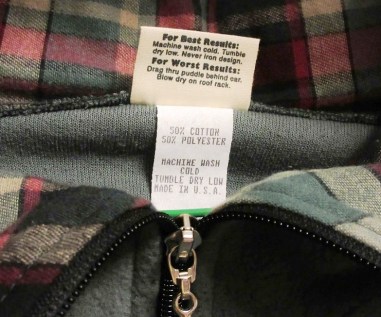 For Best Results:
Machine wash cold. Tumble
dry low. Never iron design.
For Worst Results:
Drag thru puddle behind car.
Blow dry on roof rack.
50% COTTON
50% POLYESTER
MACHINE WASH
COLD
TUMBLE DRY LOW
MADE IN U.S.A.